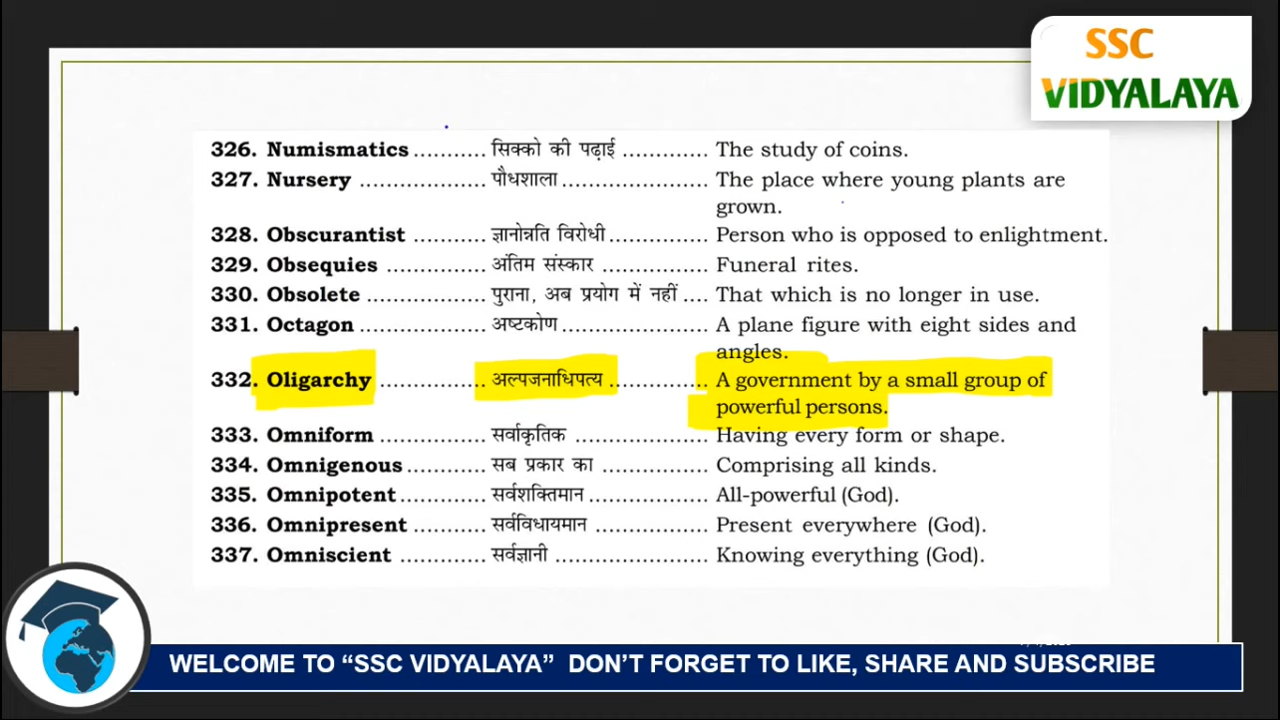 SSC
VIDYALAYA
326. Numismatics ........... सिक्को की पढ़ाई ............. The study of coins.
327. Nursery ................... पौधशाला ...................... The place where young plants are
grown.
328. Obscurantist ........... ज्ञानोन्नति विरोधी ............... Person who is opposed to enlightment.
329. Obsequies ............... अंतिम संस्कार ................ Funeral rites.
330. Obsolete .................. पुराना, अब प्रयोग में नहीं .... That which is no longer in use.
331. Octagon ................... अष्टकोण ...................... A plane figure with eight sides and
angles.
332. Oligarchy ................ अल्पजनाधिपत्य ............... A government by a small group of
powerful persons.
333. Omniform ................ सर्वाकृतिक .................... Having every form or shape.
334. Omnigenous ............ सब प्रकार का ................. Comprising all kinds.
335. Omnipotent ............. सर्वशक्तिमान .................. All-powerful (God).
336. Omnipresent ........... सर्वविधायमान ................. Present everywhere (God).
337. Omniscient ............. सर्वज्ञानी ....................... Knowing everything (God).
WELCOME TO “SSC VIDYALAYA” DON’T FORGET TO LIKE, SHARE AND SUBSCRIBE